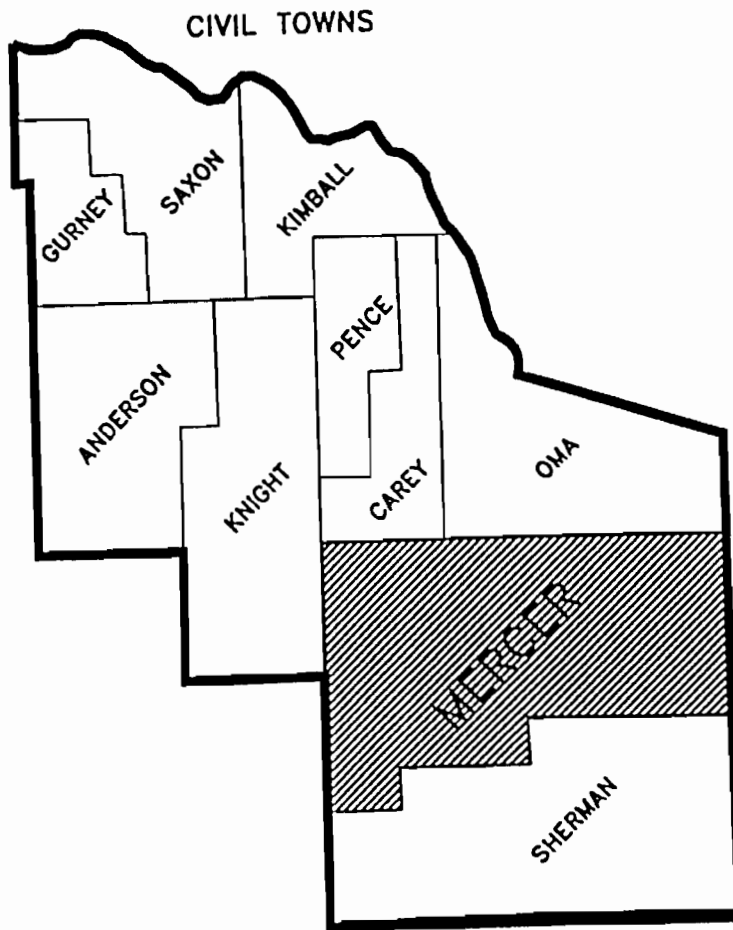 CIVIL TOWNS
SAXON
GURNEY
KIMBALL
PENCE
ANDERSON
KNIGHT
CAREY
OMA
MERCER
SHERMAN